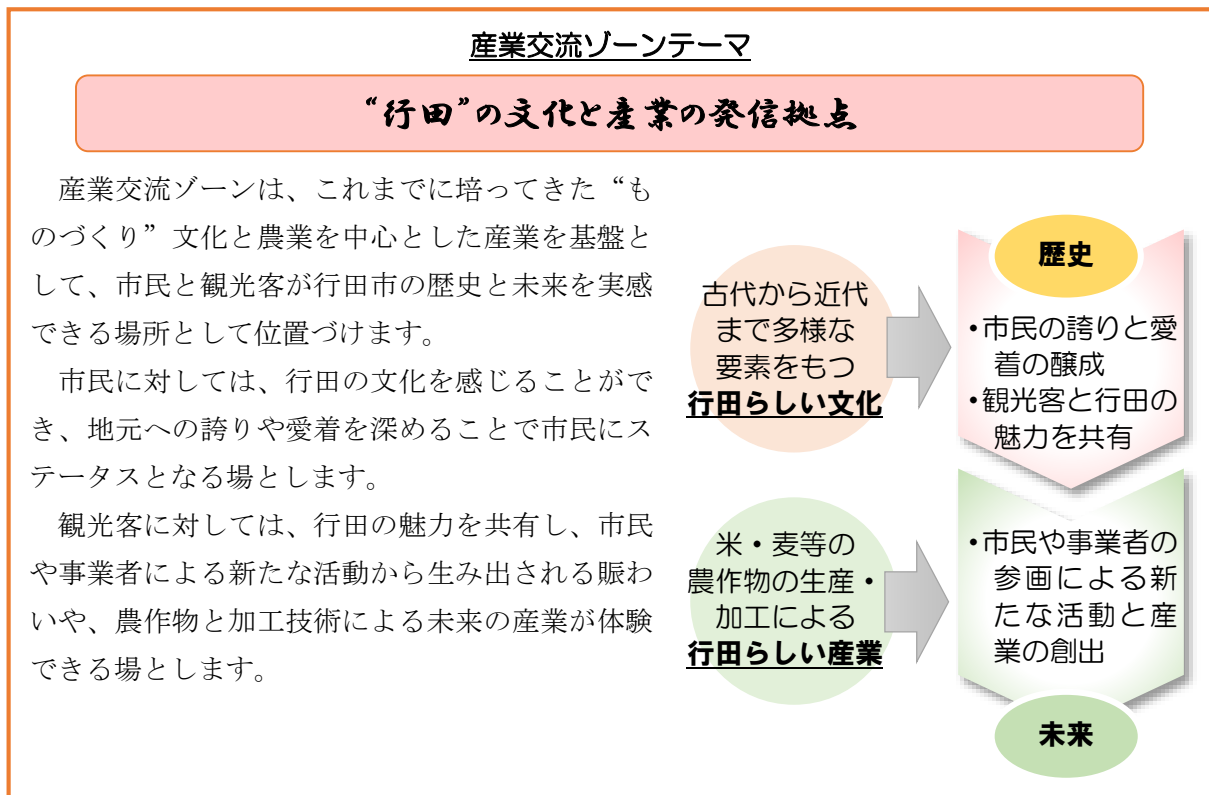 産業交流ゾーンテーマ
“行田”の文化と産業の発信拠点
産業交流ゾーンは、これまでに培ってきた“も
のづくり”文化と農業を中心とした産業を基盤と
して、市民と観光客が行田市の歴史と未来を実感
できる場所として位置づけます。
市民に対しては、行田の文化を感じることがで
き、地元への誇りや愛着を深めることで市民にス
テータスとなる場とします。
観光客に対しては、行田の魅力を共有し、市民
や事業者による新たな活動から生み出される賑わ
いや、農作物と加工技術による未来の産業が体験
できる場とします。
古代から近代
まで多様な
要素をもつ
行田らしい文化
歴史
・市民の誇りと愛
着の醸成
・観光客と行田の
魅力を共有
米・麦等の
農作物の生産・
加工による
行田らしい産業
・市民や事業者の
参画による新
たな活動と産
業の創出
未来